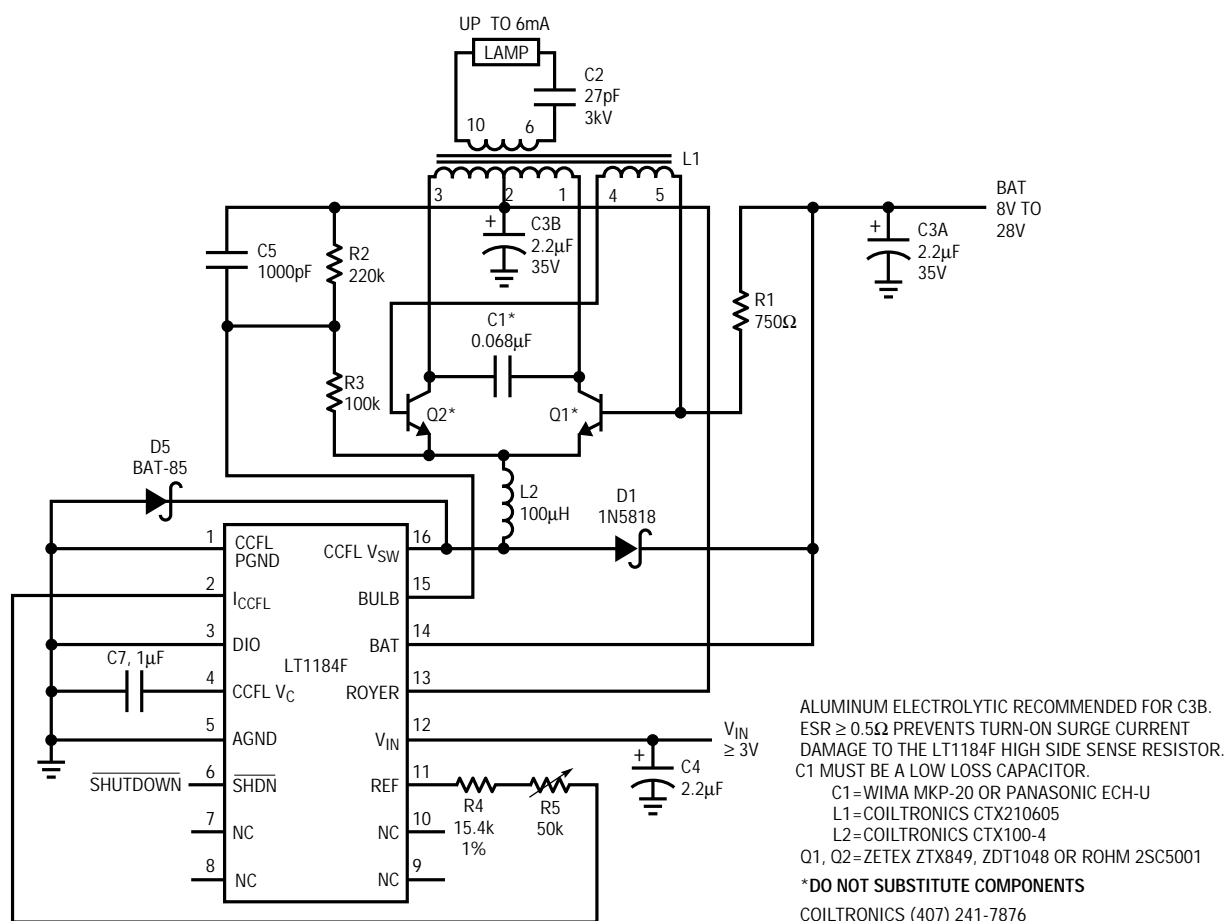 UP TO 6mA
LAMP
C2
27pF
3kV
10
6
L1
3
2
1
4
5
BAT
8V TO
28V
+
C3B
2.2µF
35V
+
C3A
2.2µF
35V
C5
1000pF
R2
220k
R1
750Ω
C1*
0.068µF
R3
100k
Q2*
Q1*
D5
BAT-85
L2
100µH
D1
1N5818
1
CCFL
PGND
CCFL VSW
16
2
ICCFL
BULB
15
3
DIO
BAT
14
C7, 1µF
LT1184F
4
CCFL VC
ROYER
13
5
AGND
VIN
12
VIN
≥ 3V
+
C4
2.2µF
SHUTDOWN
6
SHDN
REF
11
R4
15.4k
1%
R5
50k
7
NC
NC
10
8
NC
NC
9
ALUMINUM ELECTROLYTIC RECOMMENDED FOR C3B.
ESR ≥ 0.5Ω PREVENTS TURN-ON SURGE CURRENT
DAMAGE TO THE LT1184F HIGH SIDE SENSE RESISTOR.
C1 MUST BE A LOW LOSS CAPACITOR.
C1=WIMA MKP-20 OR PANASONIC ECH-U
L1=COILTRONICS CTX210605
L2=COILTRONICS CTX100-4
Q1, Q2=ZETEX ZTX849, ZDT1048 OR ROHM 2SC5001
*DO NOT SUBSTITUTE COMPONENTS
COILTRONICS (407) 241-7876